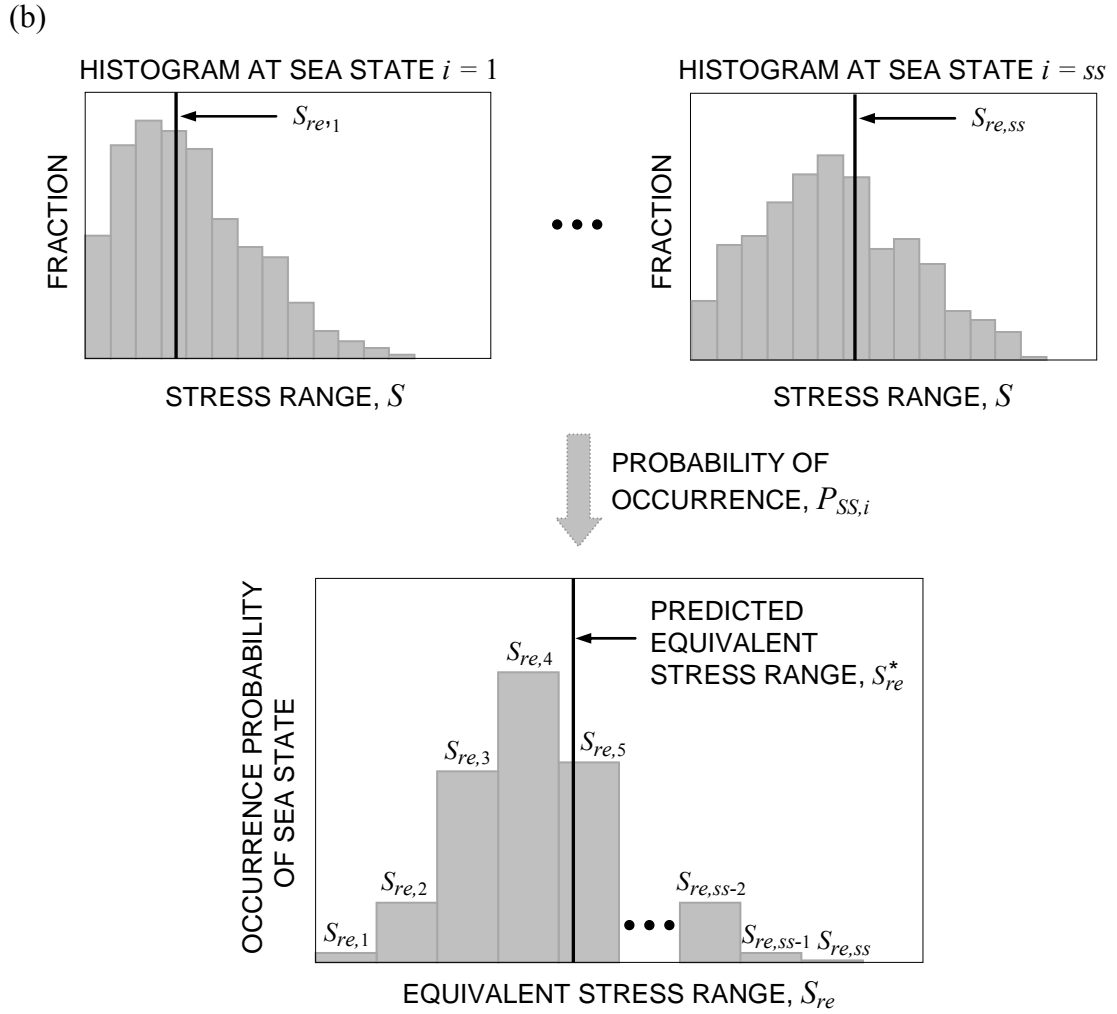 (b)
HISTOGRAM AT SEA STATE i = 1
HISTOGRAM AT SEA STATE i = ss
S_re,1
S_re,ss
FRACTION
FRACTION
•••
STRESS RANGE, S
STRESS RANGE, S
PROBABILITY OF
OCCURRENCE, P_SS,i
OCCURRENCE PROBABILITY
OF SEA STATE
PREDICTED
EQUIVALENT
STRESS RANGE, S*_re
S_re,1
S_re,2
S_re,3
S_re,4
S_re,5
•••
S_re,ss-2
S_re,ss-1
S_re,ss
EQUIVALENT STRESS RANGE, S_re